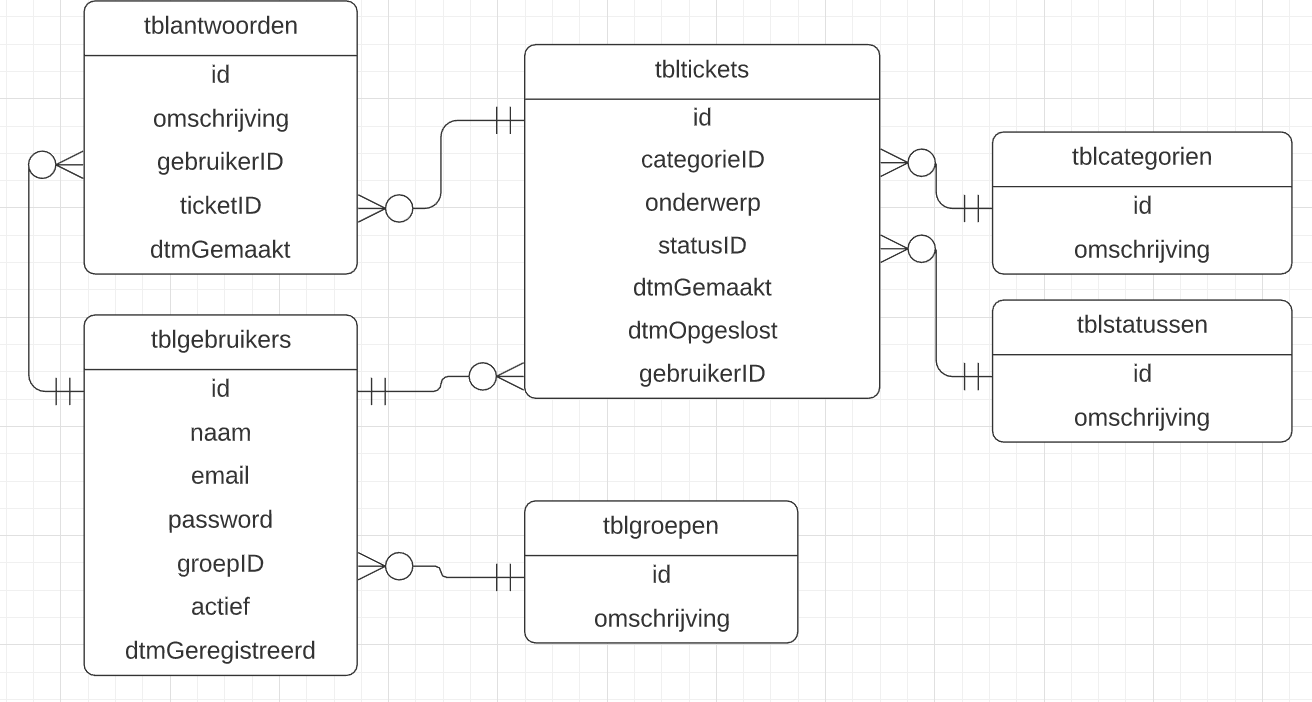 tblantwoorden
id
omschrijving
gebruikerID
ticketID
dtmGemaakt
tbltickets
id
categorieID
onderwerp
statusID
dtmGemaakt
dtmOpgeslost
gebruikerID
tblcategorien
id
omschrijving
tblstatussen
id
omschrijving
tblgebruikers
id
naam
email
password
groepID
actief
dtmGeregistreerd
tblgroepen
id
omschrijving